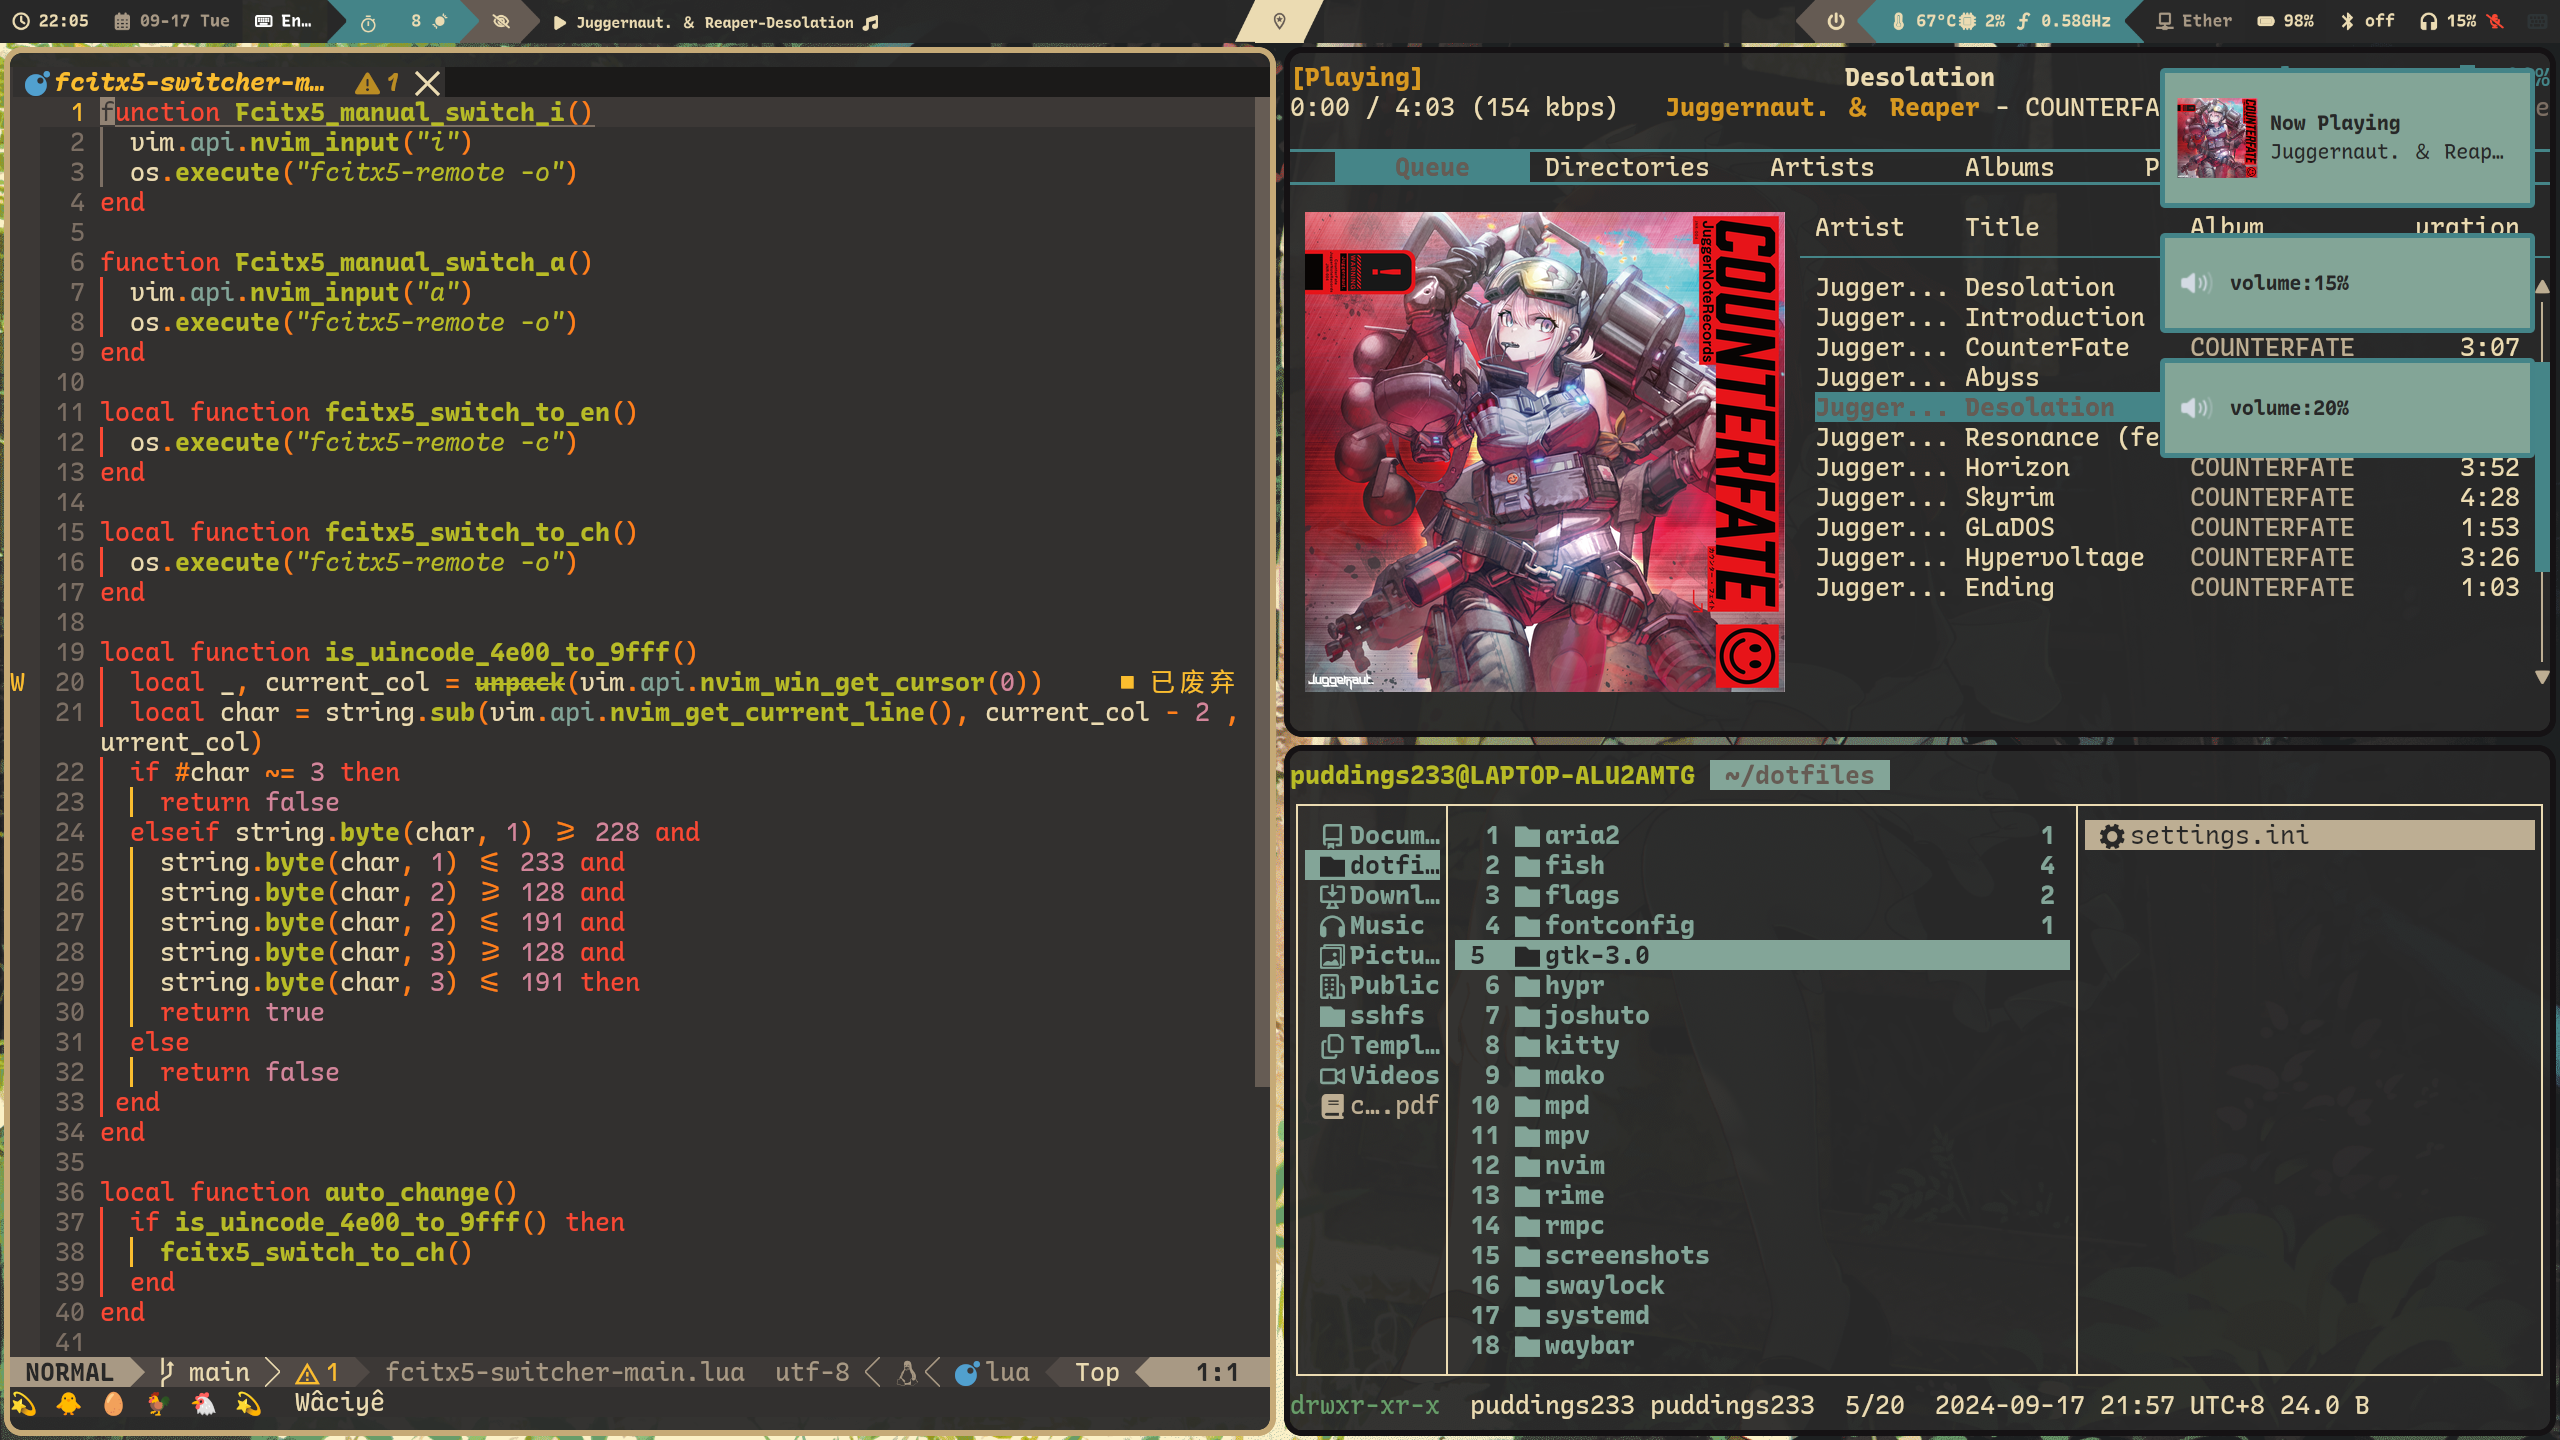 22:05 09-17 Tue En… 8 Juggernaut. & Reaper-Desolation 67°C 2% 0.58GHz Ether 98% off 15%
fcitx5-switcher-m… 1
1 function Fcitx5_manual_switch_i()
2 vim.api.nvim_input("i")
3 os.execute("fcitx5-remote -o")
4 end
5
6 function Fcitx5_manual_switch_a()
7 vim.api.nvim_input("a")
8 os.execute("fcitx5-remote -o")
9 end
10
11 local function fcitx5_switch_to_en()
12 os.execute("fcitx5-remote -c")
13 end
14
15 local function fcitx5_switch_to_ch()
16 os.execute("fcitx5-remote -o")
17 end
18
19 local function is_uincode_4e00_to_9fff()
W 20 local _, current_col = unpack(vim.api.nvim_win_get_cursor(0)) ■ 已废弃
21 local char = string.sub(vim.api.nvim_get_current_line(), current_col - 2 ,
urrent_col)
22 if #char ~= 3 then
23 return false
24 elseif string.byte(char, 1) ≥ 228 and
25 string.byte(char, 1) ≤ 233 and
26 string.byte(char, 2) ≥ 128 and
27 string.byte(char, 2) ≤ 191 and
28 string.byte(char, 3) ≥ 128 and
29 string.byte(char, 3) ≤ 191 then
30 return true
31 else
32 return false
33 end
34 end
35
36 local function auto_change()
37 if is_uincode_4e00_to_9fff() then
38 fcitx5_switch_to_ch()
39 end
40 end
41
NORMAL main 1 fcitx5-switcher-main.lua utf-8 lua Top 1:1
Wâciyê
[Playing] Desolation
0:00 / 4:03 (154 kbps) Juggernaut. & Reaper - COUNTERFA
Queue Directories Artists Albums P
Now Playing
Juggernaut. & Reap…
volume:15%
volume:20%
COUNTERFATE
JuggerNoteRecords
WARNING
!
Juggernaut.
Artist Title Album uration
Jugger... Desolation
Jugger... Introduction
Jugger... CounterFate COUNTERFATE 3:07
Jugger... Abyss
Jugger... Desolation
Jugger... Resonance (fe
Jugger... Horizon COUNTERFATE 3:52
Jugger... Skyrim COUNTERFATE 4:28
Jugger... GLaDOS COUNTERFATE 1:53
Jugger... Hypervoltage COUNTERFATE 3:26
Jugger... Ending COUNTERFATE 1:03
puddings233@LAPTOP-ALU2AMTG ~/dotfiles
Docum…
dotfi…
Downl…
Music
Pictu…
Public
sshfs
Templ…
Videos
c….pdf
1 aria2 1
2 fish 4
3 flags 2
4 fontconfig 1
5 gtk-3.0
6 hypr
7 joshuto
8 kitty
9 mako
10 mpd
11 mpv
12 nvim
13 rime
14 rmpc
15 screenshots
16 swaylock
17 systemd
18 waybar
settings.ini
drwxr-xr-x puddings233 puddings233 5/20 2024-09-17 21:57 UTC+8 24.0 B